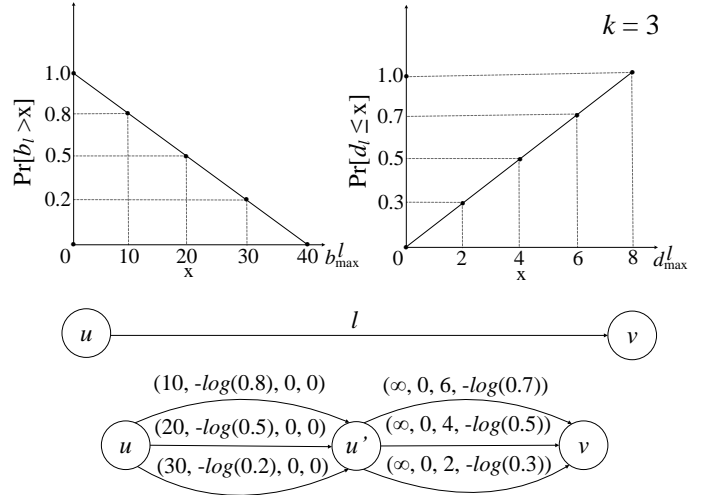 k = 3
Pr[b_l >x]
1.0
0.8
0.5
0.2
0 10 20 30 40 b^l_max
x
Pr[d_l ≤ x]
1.0
0.7
0.5
0.3
0 2 4 6 8 d^l_max
x
u l v
(10, -log(0.8), 0, 0) (∞, 0, 6, -log(0.7))
(20, -log(0.5), 0, 0) (∞, 0, 4, -log(0.5))
u u' v
(30, -log(0.2), 0, 0) (∞, 0, 2, -log(0.3))